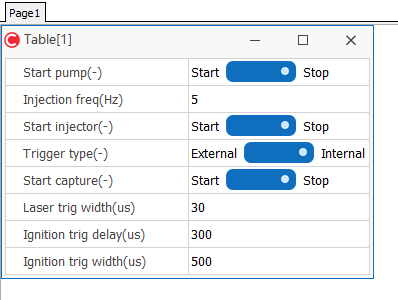 Page1
Table[1]
Start pump(-) Start Stop
Injection freq(Hz) 5
Start injector(-) Start Stop
Trigger type(-) External Internal
Start capture(-) Start Stop
Laser trig width(us) 30
Ignition trig delay(us) 300
Ignition trig width(us) 500